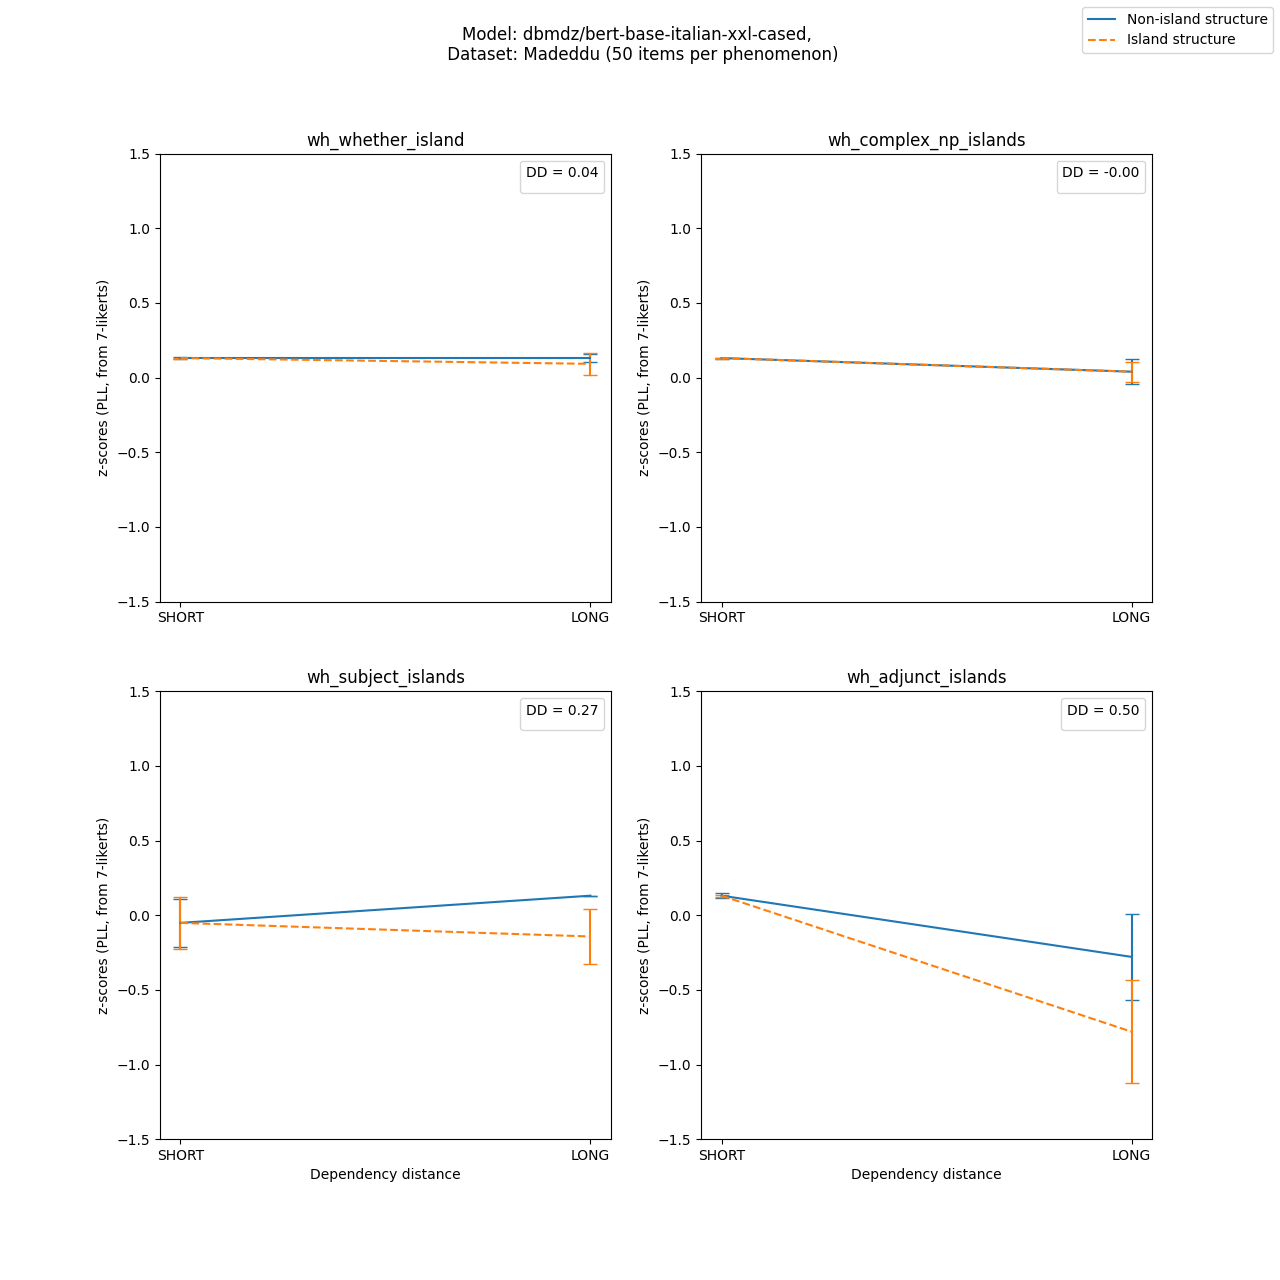 Non-island structure
Island structure
Model: dbmdz/bert-base-italian-xxl-cased,
Dataset: Madeddu (50 items per phenomenon)
wh_whether_island
1.5
1.0
0.5
0.0
−0.5
−1.0
−1.5
z-scores (PLL, from 7-likerts)
DD = 0.04
SHORT
LONG
wh_complex_np_islands
1.5
1.0
0.5
0.0
−0.5
−1.0
−1.5
z-scores (PLL, from 7-likerts)
DD = -0.00
SHORT
LONG
wh_subject_islands
1.5
1.0
0.5
0.0
−0.5
−1.0
−1.5
z-scores (PLL, from 7-likerts)
DD = 0.27
SHORT
LONG
Dependency distance
wh_adjunct_islands
1.5
1.0
0.5
0.0
−0.5
−1.0
−1.5
z-scores (PLL, from 7-likerts)
DD = 0.50
SHORT
LONG
Dependency distance